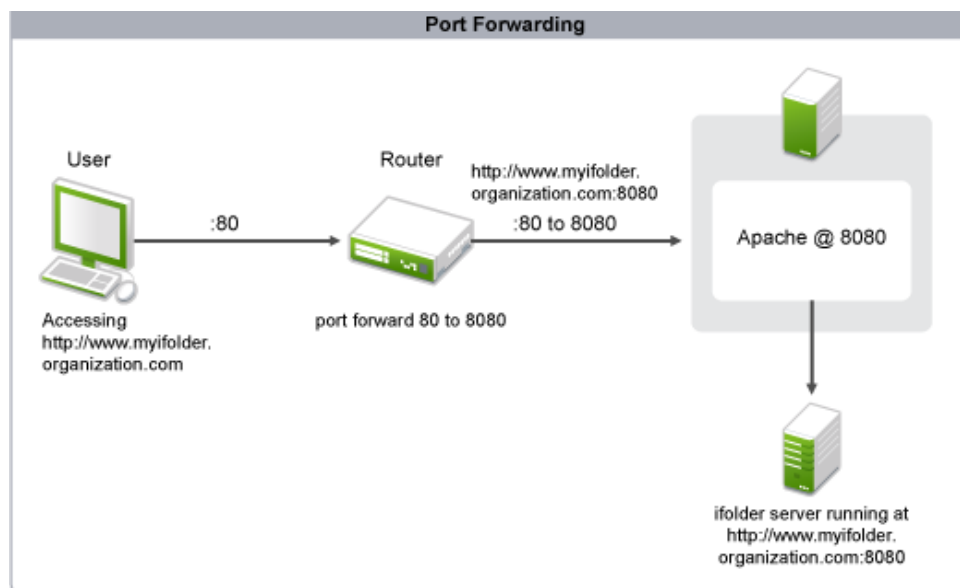 Port Forwarding
User
Router
http://www.myifolder.
organization.com:8080
:80
:80 to 8080
Apache @ 8080
Accessing
http://www.myifolder.
organization.com
port forward 80 to 8080
ifolder server running at
http://www.myifolder.
organization.com:8080